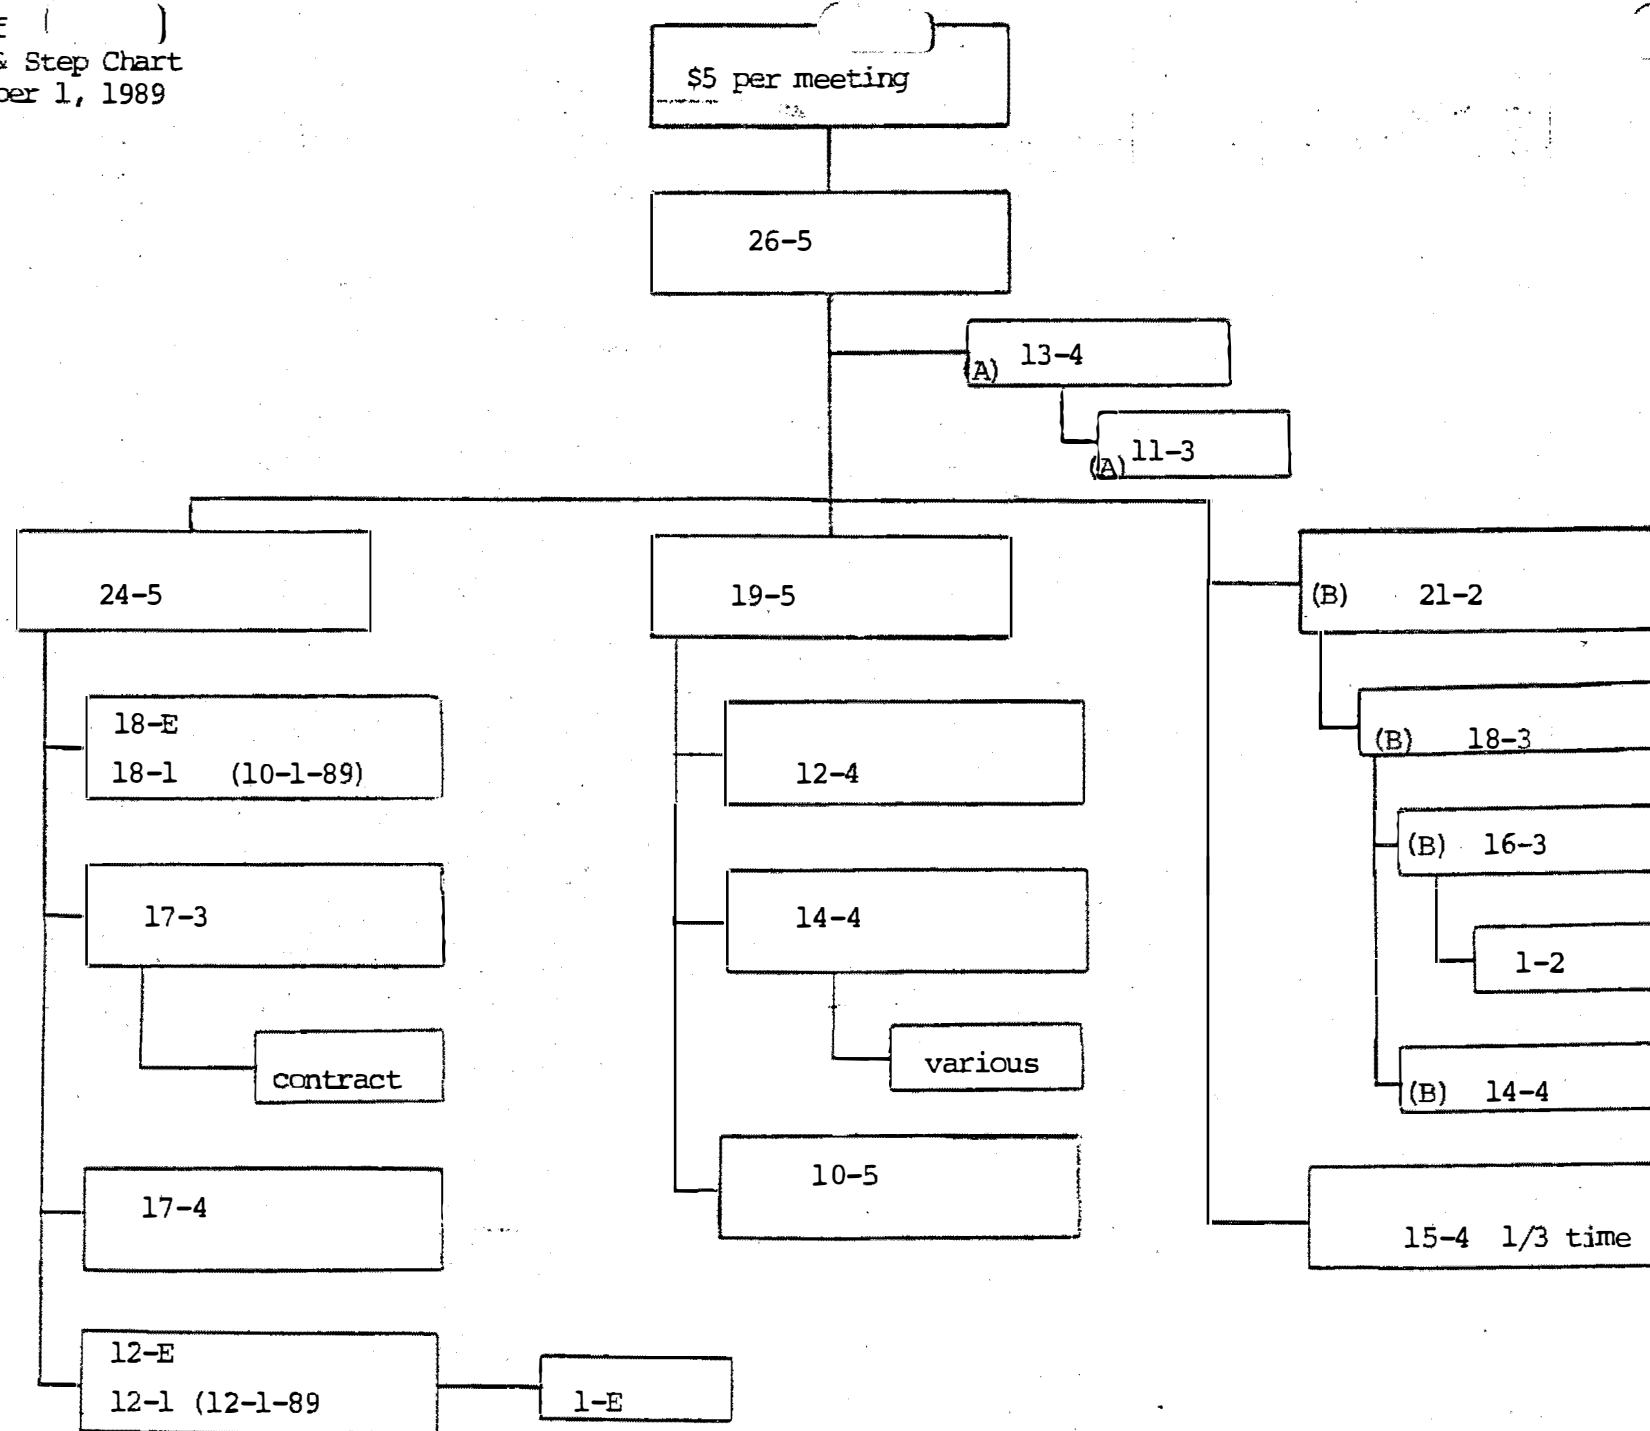 & Step Chart
ber 1, 1989
$5 per meeting
26-5
13-4
(A)
11-3
(A)
24-5
19-5
(B) 21-2
18-E
18-1 (10-1-89)
12-4
(B) 18-3
17-3
14-4
(B) 16-3
1-2
contract
various
(B) 14-4
17-4
10-5
15-4 1/3 time
12-E
12-1 (12-1-89
1-E